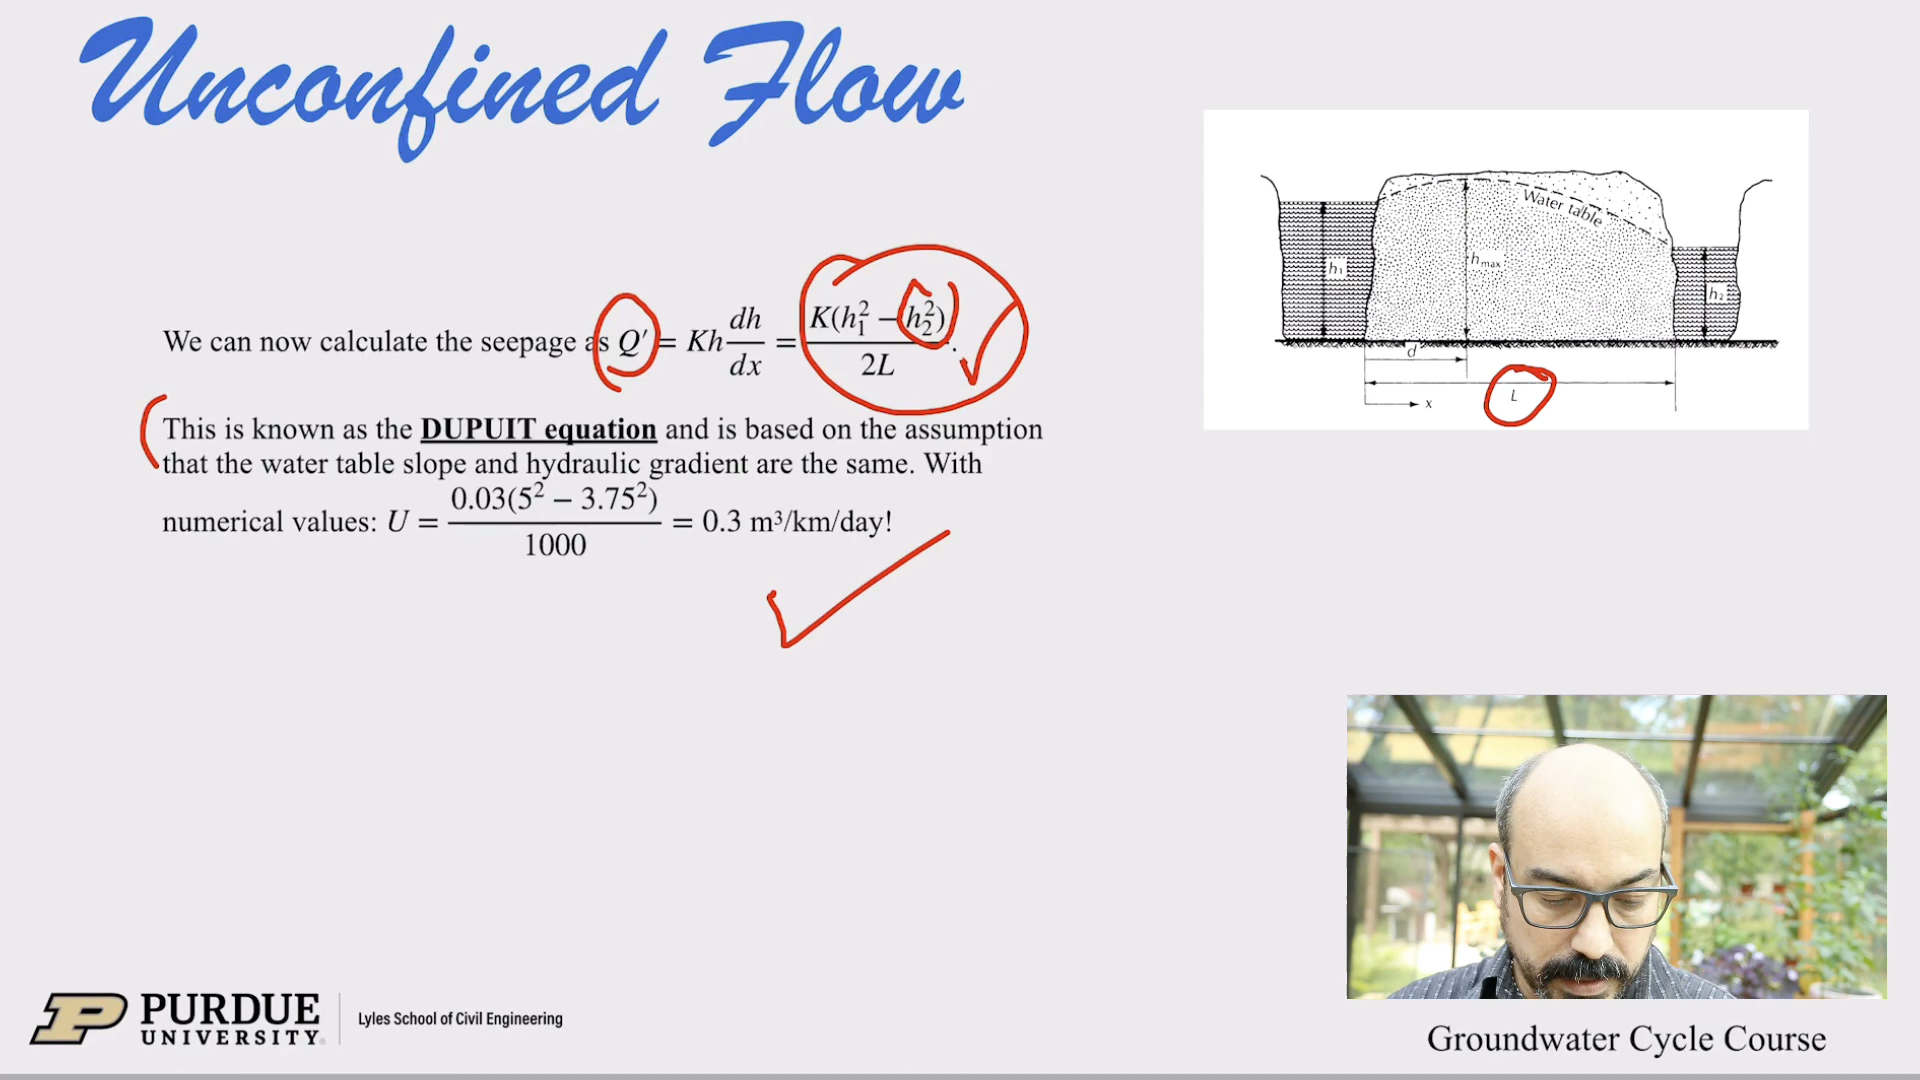 Unconfined Flow
We can now calculate the seepage as Q′ = Kh dh/dx = K(h₁² − h₂²)/2L.
This is known as the DUPUIT equation and is based on the assumption
that the water table slope and hydraulic gradient are the same. With
numerical values: U = 0.03(5² − 3.75²)/1000 = 0.3 m³/km/day!
Water table
h₁
hmax
h₂
d
L
x
PURDUE
UNIVERSITY
Lyles School of Civil Engineering
Groundwater Cycle Course